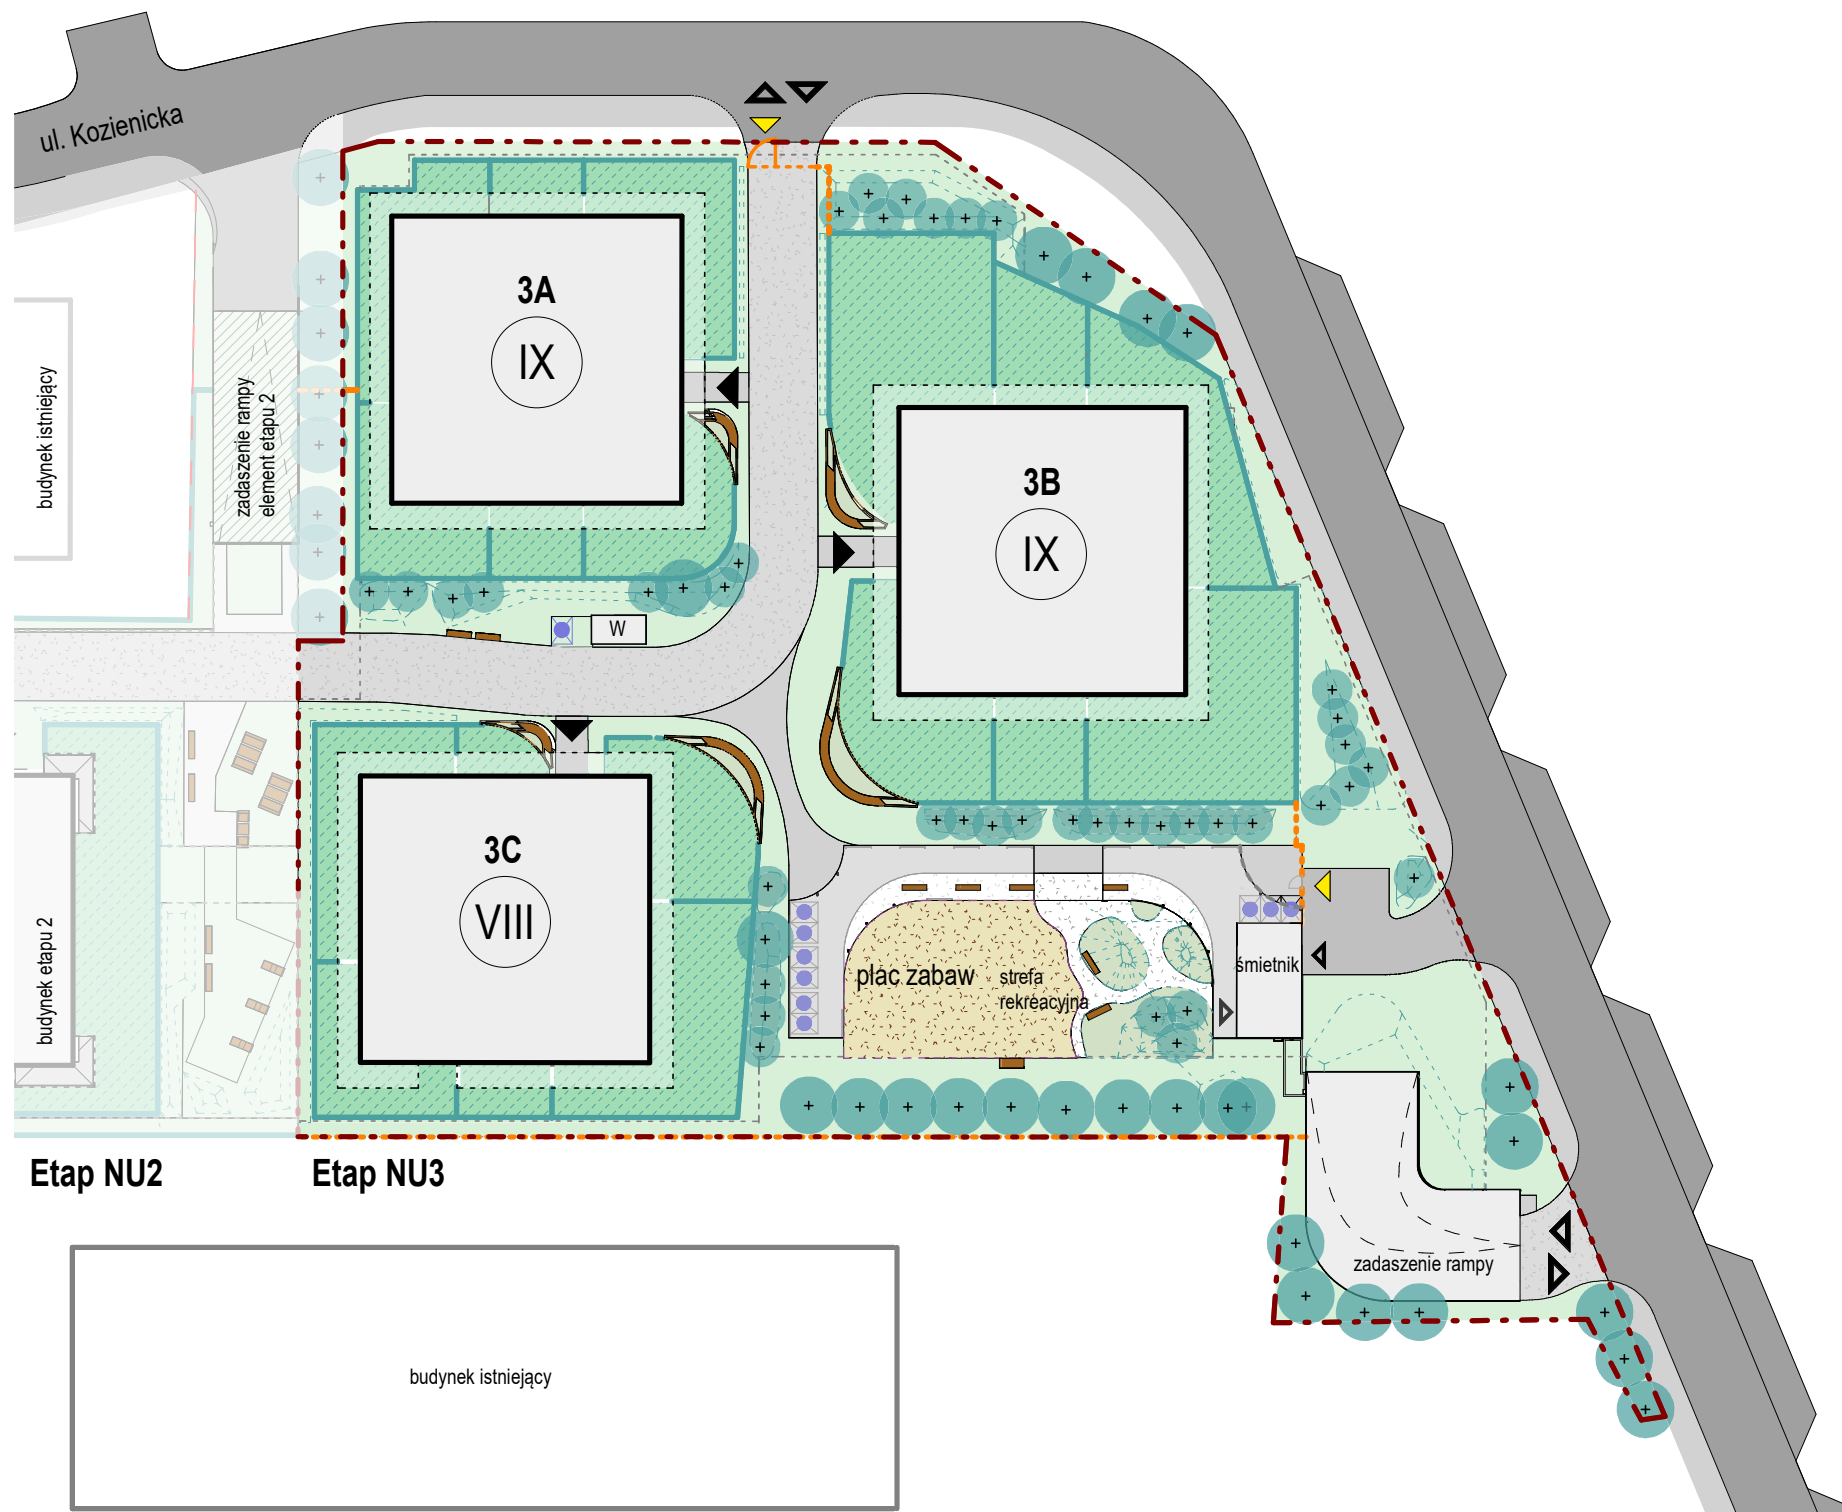 ul. Kozienicka
3A
IX
budynek istniejący
zadaszenie rampy
element etapu 2
3B
IX
W
3C
VIII
budynek etapu 2
plac zabaw
strefa
rekreacyjna
śmietnik
Etap NU2
Etap NU3
zadaszenie rampy
budynek istniejący